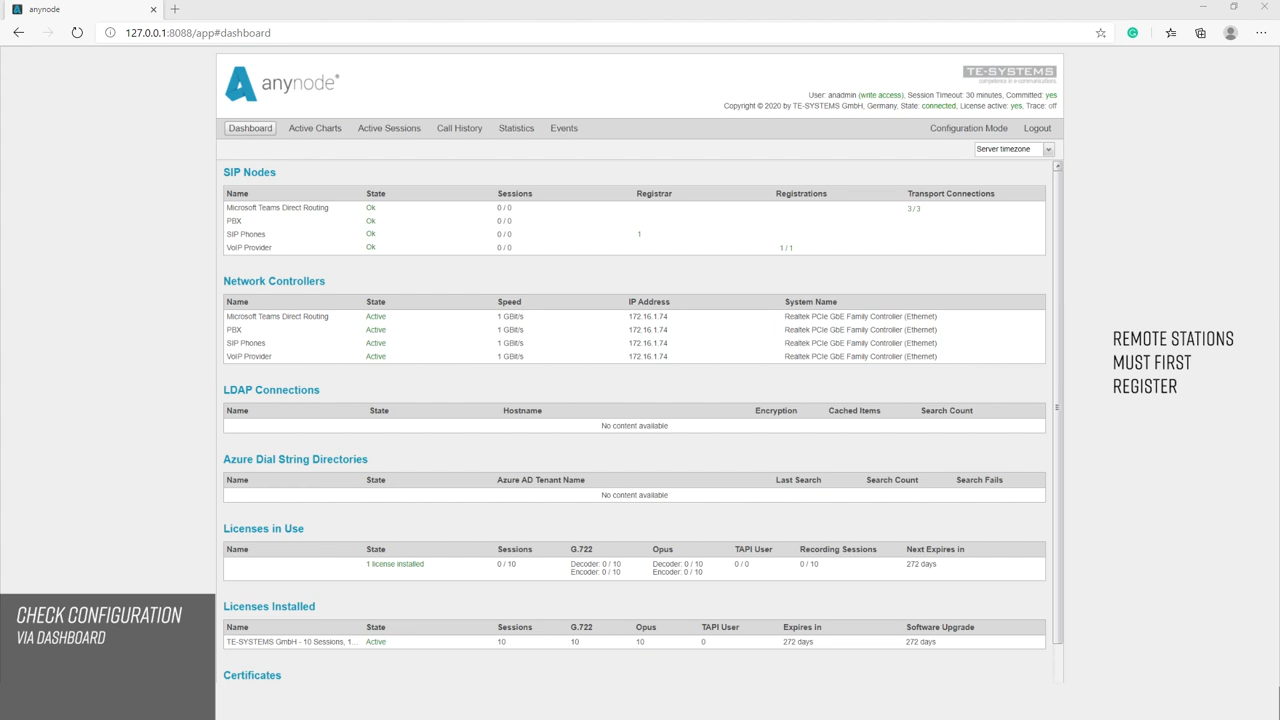 anynode
127.0.0.1:8088/app#dashboard
anynode®
TE-SYSTEMS
competence in e-communications
User: anadmin (write access), Session Timeout: 30 minutes, Committed: yes
Copyright © 2020 by TE-SYSTEMS GmbH, Germany, State: connected, License active: yes, Trace: off
Dashboard Active Charts Active Sessions Call History Statistics Events Configuration Mode Logout
Server timezone
SIP Nodes
Name State Sessions Registrar Registrations Transport Connections
Microsoft Teams Direct Routing Ok 0 / 0 3 / 3
PBX Ok 0 / 0
SIP Phones Ok 0 / 0 1
VoIP Provider Ok 0 / 0 1 / 1
Network Controllers
Name State Speed IP Address System Name
Microsoft Teams Direct Routing Active 1 GBit/s 172.16.1.74 Realtek PCIe GbE Family Controller (Ethernet)
PBX Active 1 GBit/s 172.16.1.74 Realtek PCIe GbE Family Controller (Ethernet)
SIP Phones Active 1 GBit/s 172.16.1.74 Realtek PCIe GbE Family Controller (Ethernet)
VoIP Provider Active 1 GBit/s 172.16.1.74 Realtek PCIe GbE Family Controller (Ethernet)
REMOTE STATIONS
MUST FIRST
REGISTER
LDAP Connections
Name State Hostname Encryption Cached Items Search Count
No content available
Azure Dial String Directories
Name State Azure AD Tenant Name Last Search Search Count Search Fails
No content available
Licenses in Use
Name State Sessions G.722 Opus TAPI User Recording Sessions Next Expires in
1 license installed 0 / 10 Decoder: 0 / 10 Decoder: 0 / 10 0 / 0 0 / 10 272 days
Encoder: 0 / 10 Encoder: 0 / 10
Licenses Installed
Name State Sessions G.722 Opus TAPI User Expires in Software Upgrade
TE-SYSTEMS GmbH - 10 Sessions, 1... Active 10 10 10 0 272 days 272 days
Certificates
CHECK CONFIGURATION
VIA DASHBOARD